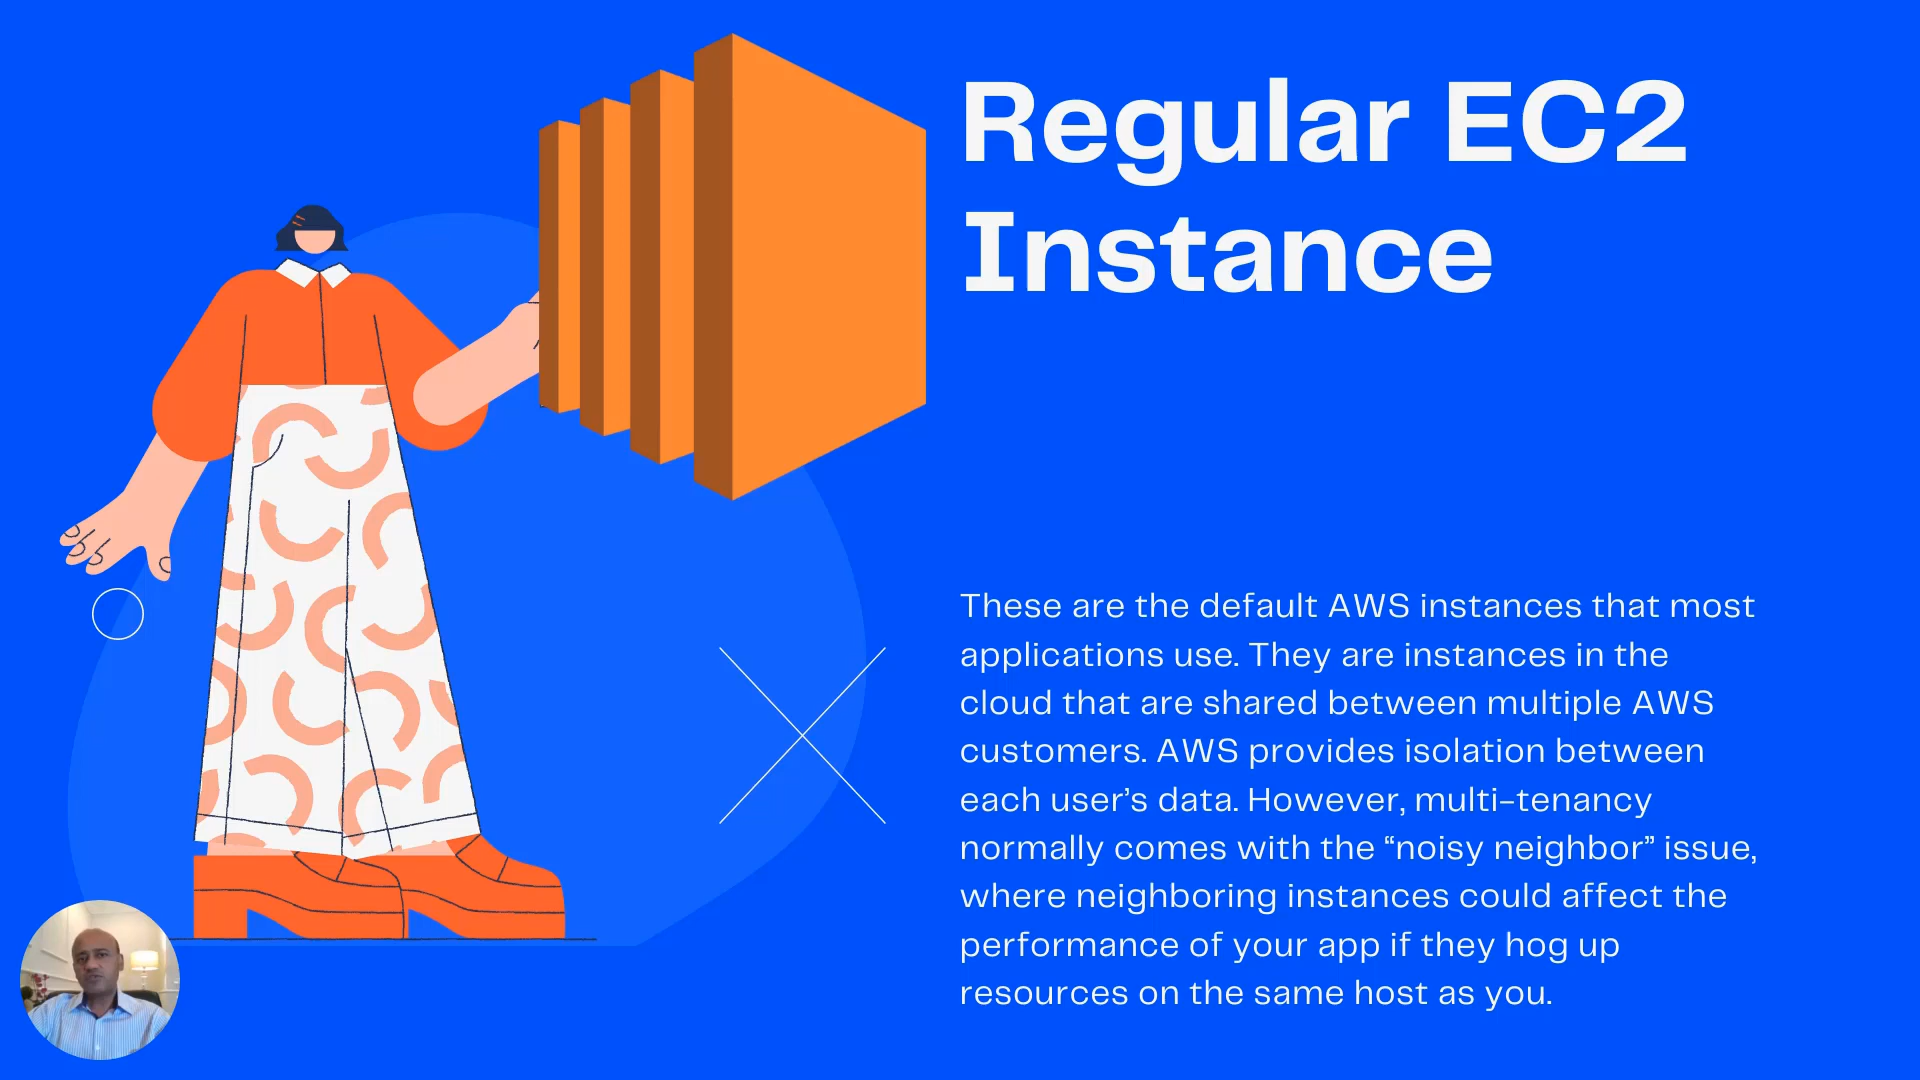 Regular EC2
Instance
These are the default AWS instances that most
applications use. They are instances in the
cloud that are shared between multiple AWS
customers. AWS provides isolation between
each user’s data. However, multi-tenancy
normally comes with the “noisy neighbor” issue,
where neighboring instances could affect the
performance of your app if they hog up
resources on the same host as you.